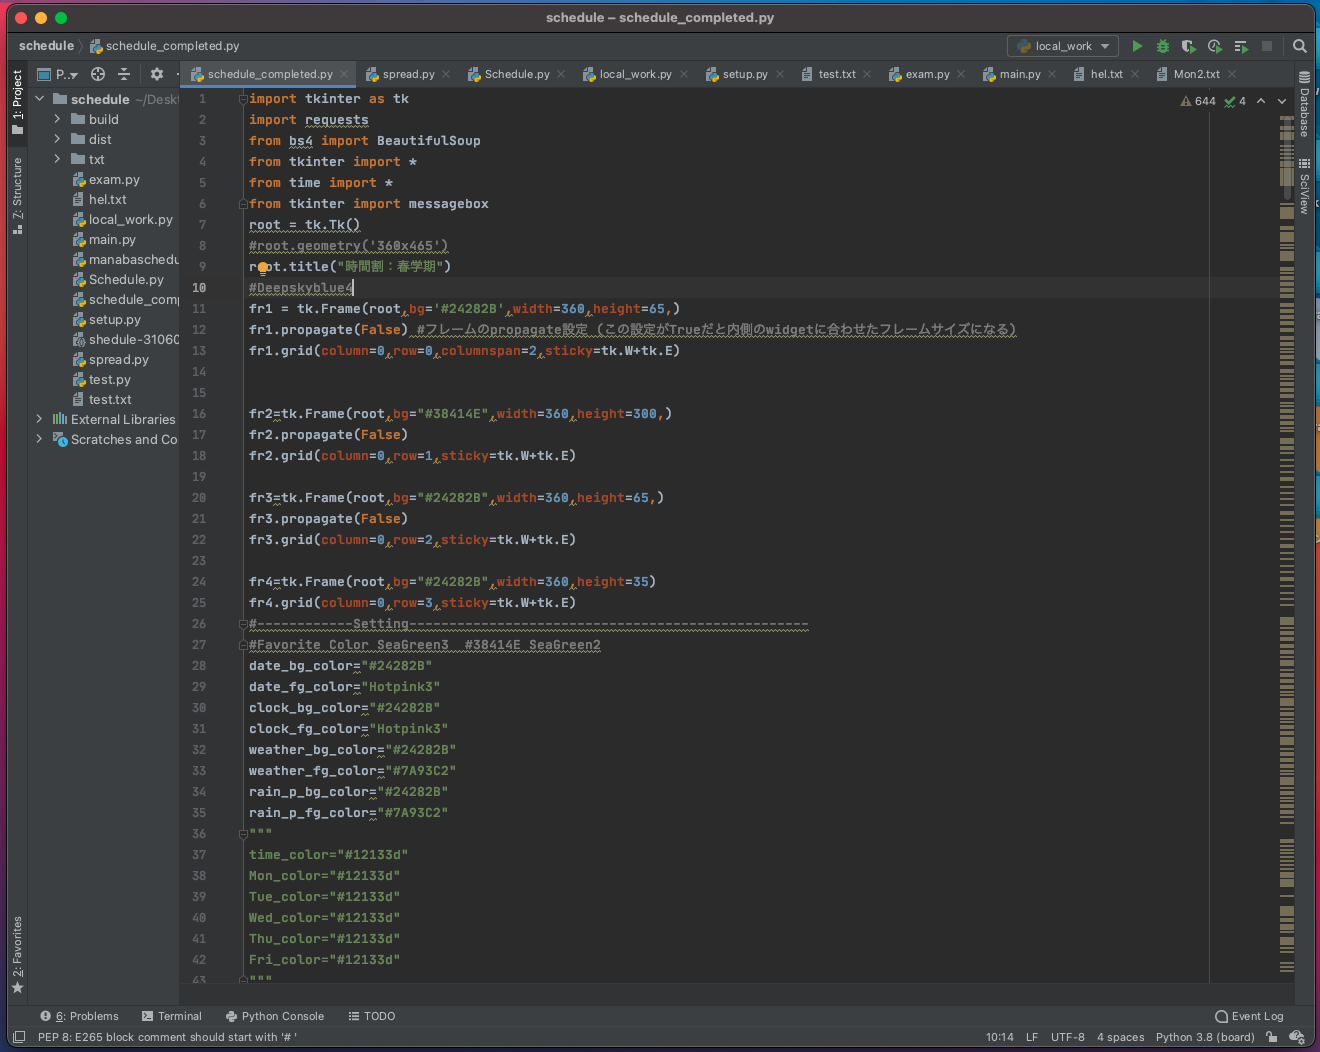 schedule – schedule_completed.py
schedule
schedule_completed.py
local_work
1: Project
P..
schedule_completed.py
spread.py
Schedule.py
local_work.py
setup.py
test.txt
exam.py
main.py
hel.txt
Mon2.txt
schedule ~/Deskt
build
dist
txt
exam.py
hel.txt
local_work.py
main.py
manabaschedu
Schedule.py
schedule_comp
setup.py
shedule-31060
spread.py
test.py
test.txt
External Libraries
Scratches and Co
Z: Structure
2: Favorites
644
4
Database
SciView
1 import tkinter as tk
2 import requests
3 from bs4 import BeautifulSoup
4 from tkinter import *
5 from time import *
6 from tkinter import messagebox
7 root = tk.Tk()
8 #root.geometry('360x465')
9 root.title("時間割：春学期")
10 #Deepskyblue4
11 fr1 = tk.Frame(root,bg='#24282B',width=360,height=65,)
12 fr1.propagate(False) #フレームのpropagate設定 (この設定がTrueだと内側のwidgetに合わせたフレームサイズになる)
13 fr1.grid(column=0,row=0,columnspan=2,sticky=tk.W+tk.E)
14
15
16 fr2=tk.Frame(root,bg="#38414E",width=360,height=300,)
17 fr2.propagate(False)
18 fr2.grid(column=0,row=1,sticky=tk.W+tk.E)
19
20 fr3=tk.Frame(root,bg="#24282B",width=360,height=65,)
21 fr3.propagate(False)
22 fr3.grid(column=0,row=2,sticky=tk.W+tk.E)
23
24 fr4=tk.Frame(root,bg="#24282B",width=360,height=35)
25 fr4.grid(column=0,row=3,sticky=tk.W+tk.E)
26 #------------Setting--------------------------------------------------
27 #Favorite Color SeaGreen3  #38414E SeaGreen2
28 date_bg_color="#24282B"
29 date_fg_color="Hotpink3"
30 clock_bg_color="#24282B"
31 clock_fg_color="Hotpink3"
32 weather_bg_color="#24282B"
33 weather_fg_color="#7A93C2"
34 rain_p_bg_color="#24282B"
35 rain_p_fg_color="#7A93C2"
36 """
37 time_color="#12133d"
38 Mon_color="#12133d"
39 Tue_color="#12133d"
40 Wed_color="#12133d"
41 Thu_color="#12133d"
42 Fri_color="#12133d"
43 """
6: Problems
Terminal
Python Console
TODO
Event Log
PEP 8: E265 block comment should start with '# '
10:14
LF
UTF-8
4 spaces
Python 3.8 (board)